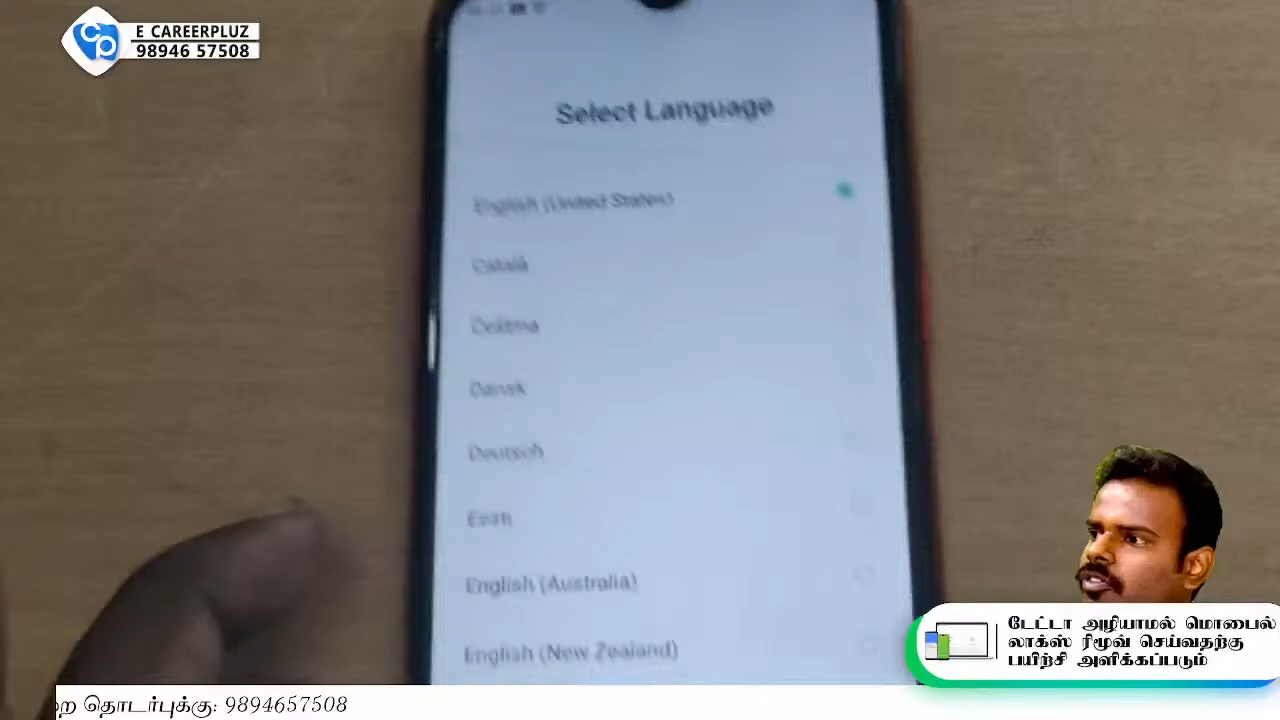 E CAREERPLUZ
98946 57508
Select Language
English (United States)
Català
Čeština
Dansk
Deutsch
Eesti
English (Australia)
English (New Zealand)
டேட்டா அழியாமல் மொபைல்
லாக்ஸ் ரிமூவ் செய்வதற்கு
பயிற்சி அளிக்கப்படும்
தொடர்புக்கு: 9894657508